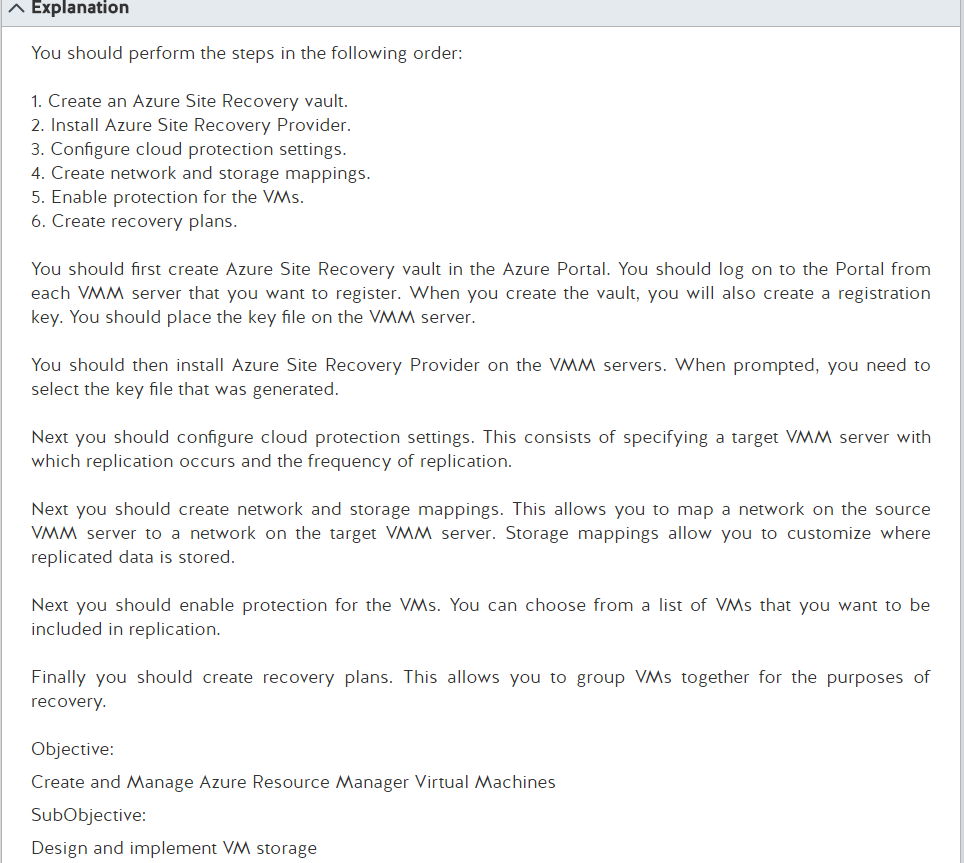 Explanation
You should perform the steps in the following order:
1. Create an Azure Site Recovery vault.
2. Install Azure Site Recovery Provider.
3. Configure cloud protection settings.
4. Create network and storage mappings.
5. Enable protection for the VMs.
6. Create recovery plans.
You should first create Azure Site Recovery vault in the Azure Portal. You should log on to the Portal from
each VMM server that you want to register. When you create the vault, you will also create a registration
key. You should place the key file on the VMM server.
You should then install Azure Site Recovery Provider on the VMM servers. When prompted, you need to
select the key file that was generated.
Next you should configure cloud protection settings. This consists of specifying a target VMM server with
which replication occurs and the frequency of replication.
Next you should create network and storage mappings. This allows you to map a network on the source
VMM server to a network on the target VMM server. Storage mappings allow you to customize where
replicated data is stored.
Next you should enable protection for the VMs. You can choose from a list of VMs that you want to be
included in replication.
Finally you should create recovery plans. This allows you to group VMs together for the purposes of
recovery.
Objective:
Create and Manage Azure Resource Manager Virtual Machines
SubObjective:
Design and implement VM storage